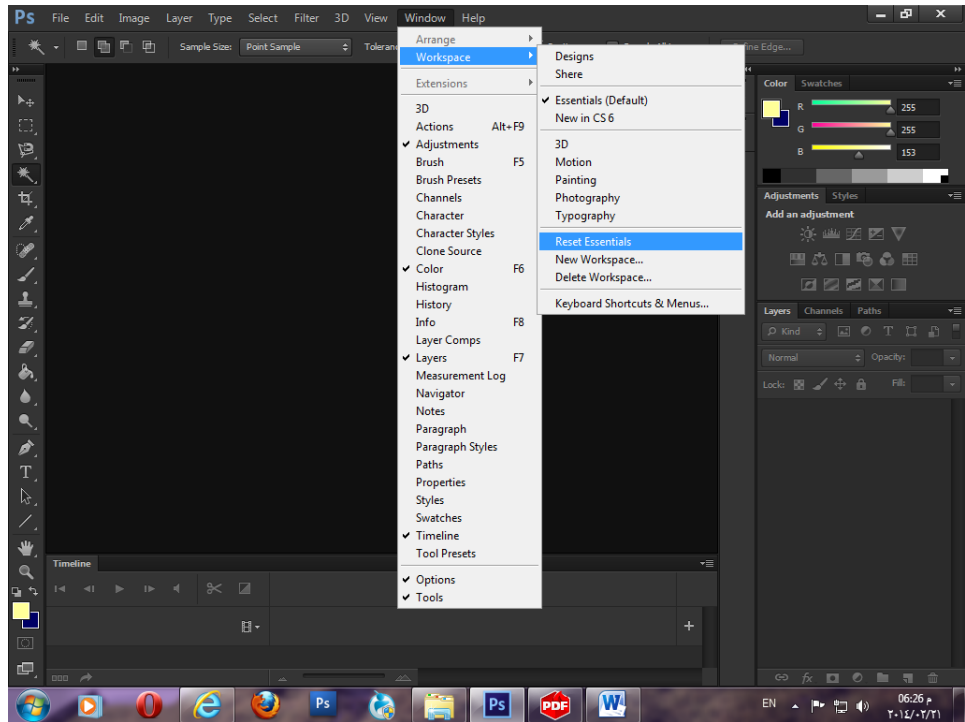 Ps File Edit Image Layer Type Select Filter 3D View Window Help
Sample Size: Point Sample
Edge...
Arrange
Workspace
Extensions
3D
Actions Alt+F9
Adjustments
Brush F5
Brush Presets
Channels
Character
Character Styles
Clone Source
Color F6
Histogram
History
Info F8
Layer Comps
Layers F7
Measurement Log
Navigator
Notes
Paragraph
Paragraph Styles
Paths
Properties
Styles
Swatches
Timeline
Tool Presets
Options
Tools
Designs
Shere
Essentials (Default)
New in CS6
3D
Motion
Painting
Photography
Typography
Reset Essentials
New Workspace...
Delete Workspace...
Keyboard Shortcuts & Menus...
Color Swatches
R 255
G 255
B 153
Adjustments Styles
Add an adjustment
Layers Channels Paths
Kind
Normal Opacity:
Lock: Fill:
Timeline
Ps Ps PDF W
EN
06:26 م
٢٠١٤/٠٢/٢١